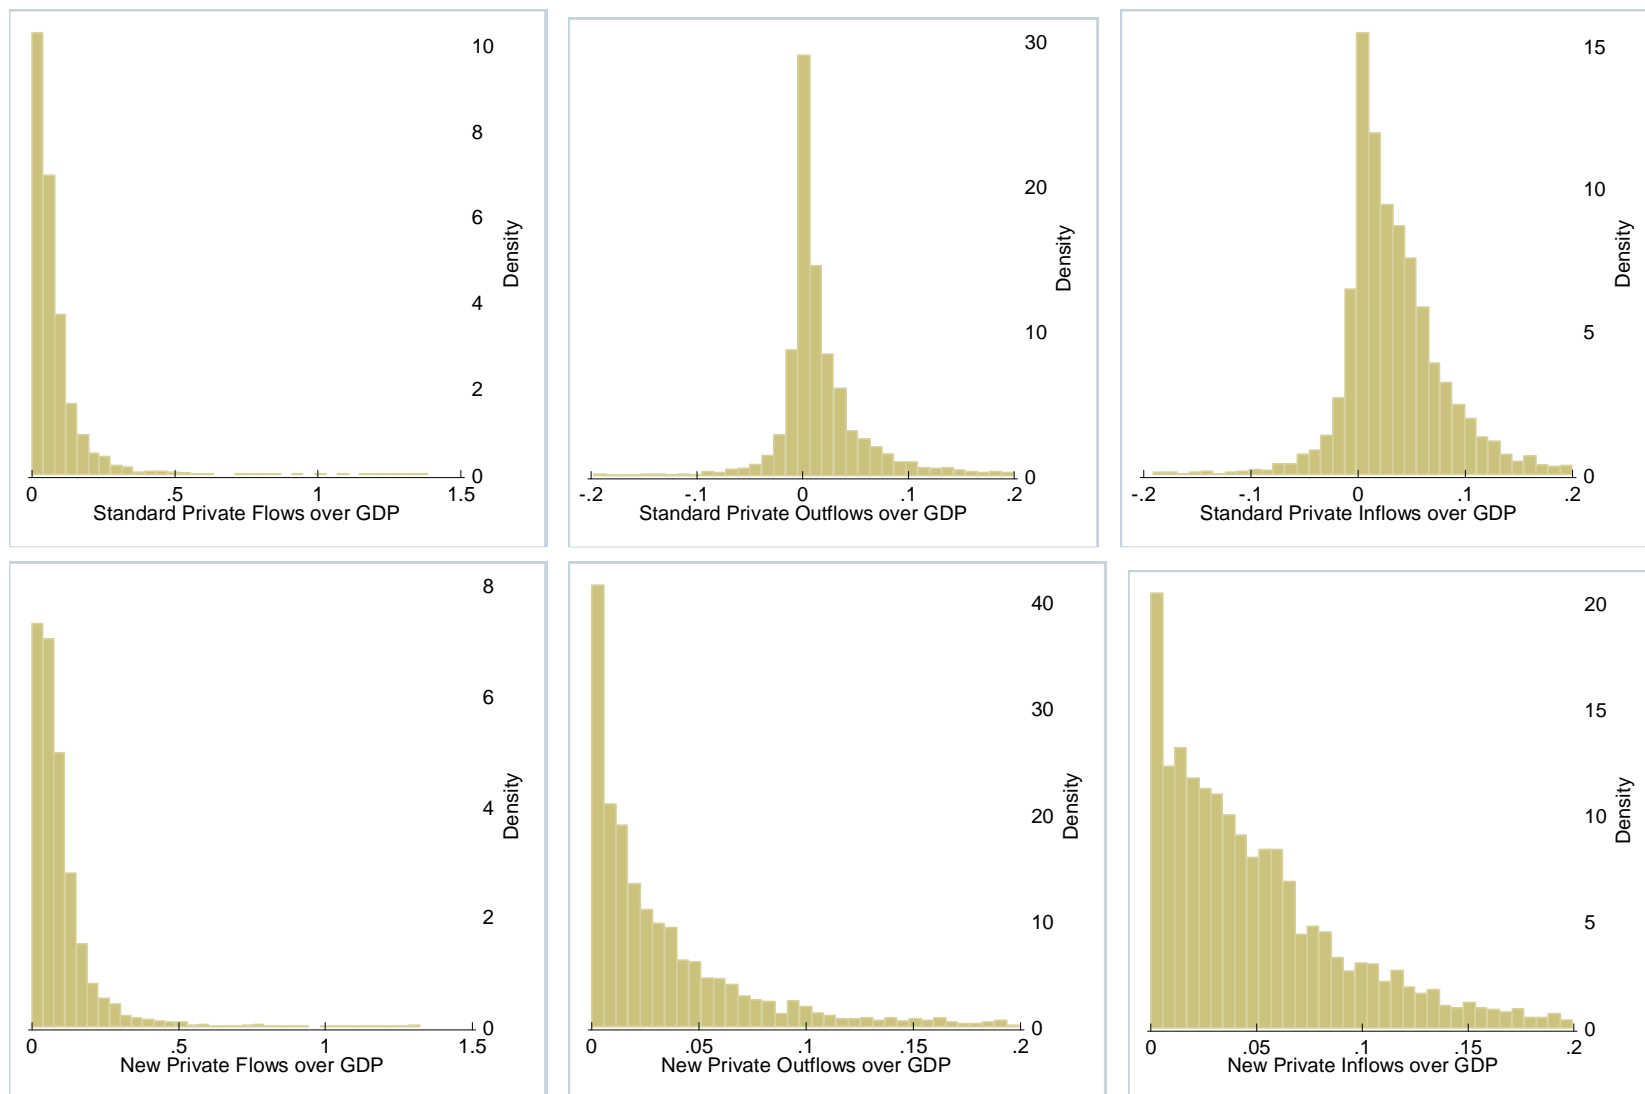 10
8
6
4
2
0
Density
0 .5 1 1.5
Standard Private Flows over GDP
30
20
10
0
Density
-.2 -.1 0 .1 .2
Standard Private Outflows over GDP
15
10
5
0
Density
-.2 -.1 0 .1 .2
Standard Private Inflows over GDP
8
6
4
2
0
Density
0 .5 1 1.5
New Private Flows over GDP
40
30
20
10
0
Density
0 .05 .1 .15 .2
New Private Outflows over GDP
20
15
10
5
0
Density
0 .05 .1 .15 .2
New Private Inflows over GDP